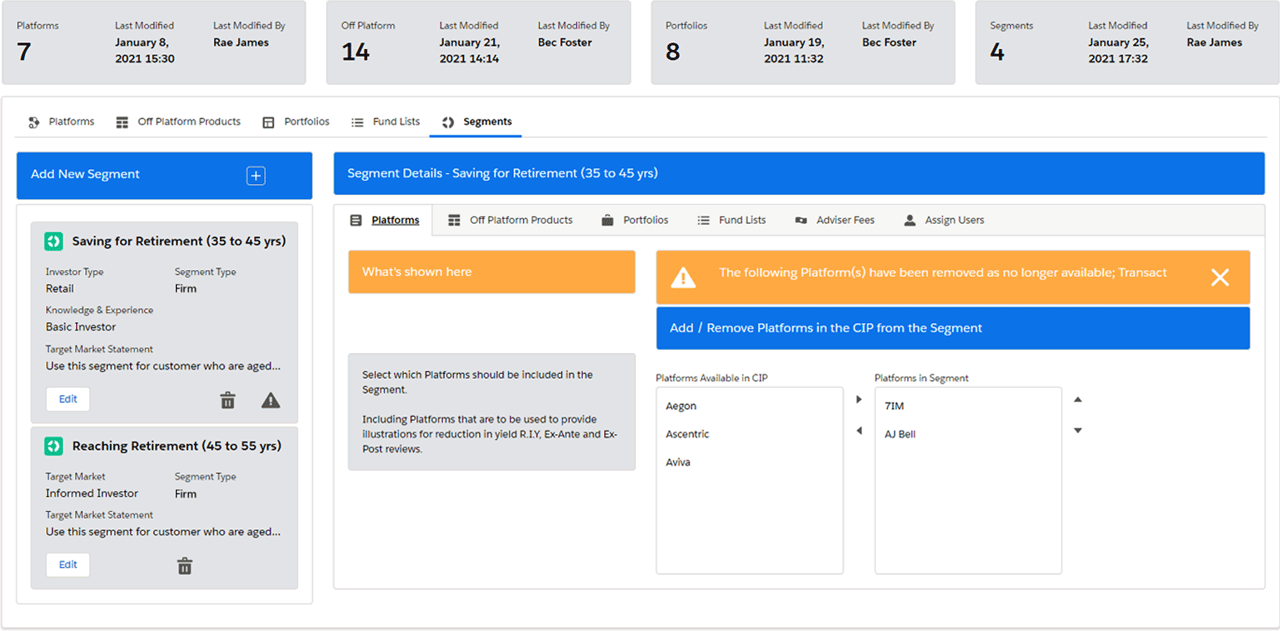 Platforms
7
Last Modified
January 8,
2021 15:30
Last Modified By
Rae James
Off Platform
14
Last Modified
January 21,
2021 14:14
Last Modified By
Bec Foster
Portfolios
8
Last Modified
January 19,
2021 11:32
Last Modified By
Bec Foster
Segments
4
Last Modified
January 25,
2021 17:32
Last Modified By
Rae James
Platforms
Off Platform Products
Portfolios
Fund Lists
Segments
Add New Segment
Saving for Retirement (35 to 45 yrs)
Investor Type
Retail
Segment Type
Firm
Knowledge & Experience
Basic Investor
Target Market Statement
Use this segment for customer who are aged...
Edit
Reaching Retirement (45 to 55 yrs)
Target Market
Informed Investor
Segment Type
Firm
Target Market Statement
Use this segment for customer who are aged...
Edit
Segment Details - Saving for Retirement (35 to 45 yrs)
Platforms
Off Platform Products
Portfolios
Fund Lists
Adviser Fees
Assign Users
What's shown here
Select which Platforms should be included in the
Segment.
Including Platforms that are to be used to provide
illustrations for reduction in yield R.I.Y, Ex-Ante and Ex-
Post reviews.
The following Platform(s) have been removed as no longer available; Transact
Add / Remove Platforms in the CIP from the Segment
Platforms Available in CIP
Aegon
Ascentric
Aviva
Platforms in Segment
7IM
AJ Bell